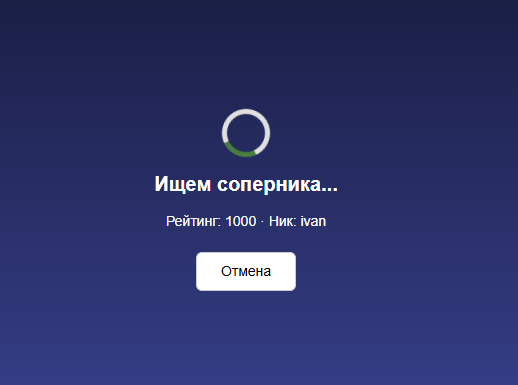 Ищем соперника...
Рейтинг: 1000 · Ник: ivan
Отмена